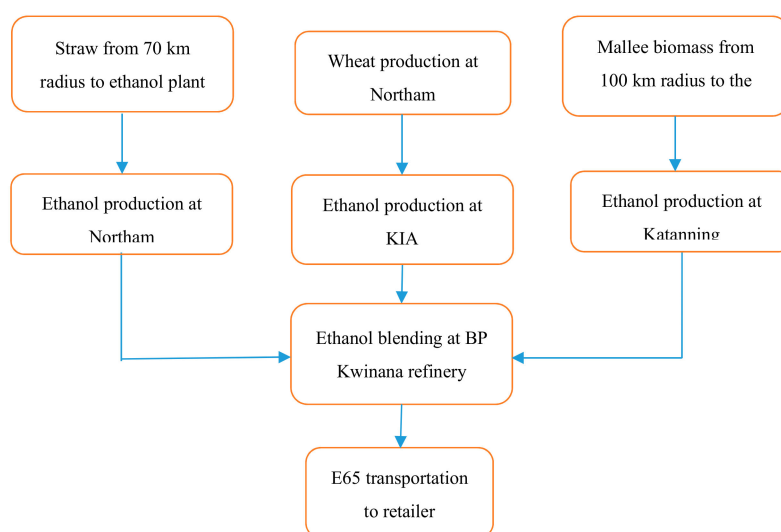 Straw from 70 km
radius to ethanol plant
Wheat production at
Northam
Mallee biomass from
100 km radius to the
Ethanol production at
Northam
Ethanol production at
KIA
Ethanol production at
Katanning
Ethanol blending at BP
Kwinana refinery
E65 transportation
to retailer